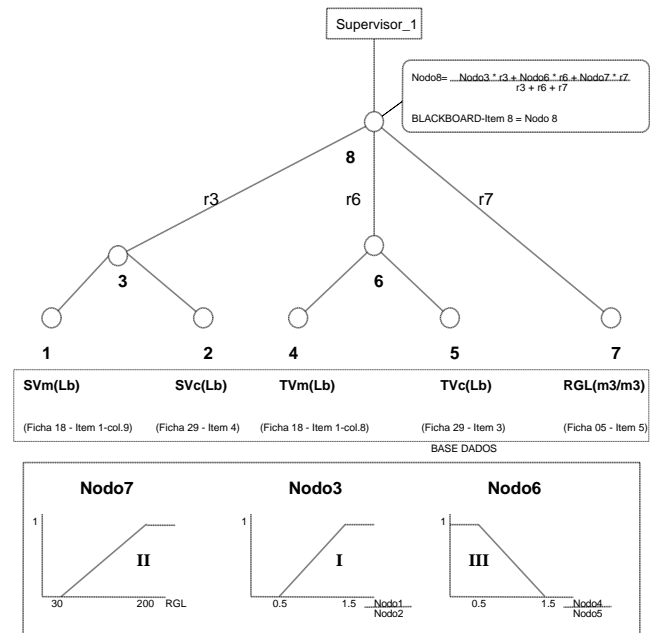 Supervisor_1
Nodo8= Nodo3 * r3 + Nodo6 * r6 + Nodo7 * r7
r3 + r6 + r7
BLACKBOARD-Item 8 = Nodo 8
8
r3 r6 r7
3 6
1 2 4 5 7
SVm(Lb) SVc(Lb) TVm(Lb) TVc(Lb) RGL(m3/m3)
(Ficha 18 - Item 1-col.9) (Ficha 29 - Item 4) (Ficha 18 - Item 1-col.8) (Ficha 29 - Item 3) (Ficha 05 - Item 5)
BASE DADOS
Nodo7 Nodo3 Nodo6
1 1 1
II I III
30 200 RGL 0.5 1.5 Nodo1 0.5 1.5 Nodo4
Nodo2 Nodo5